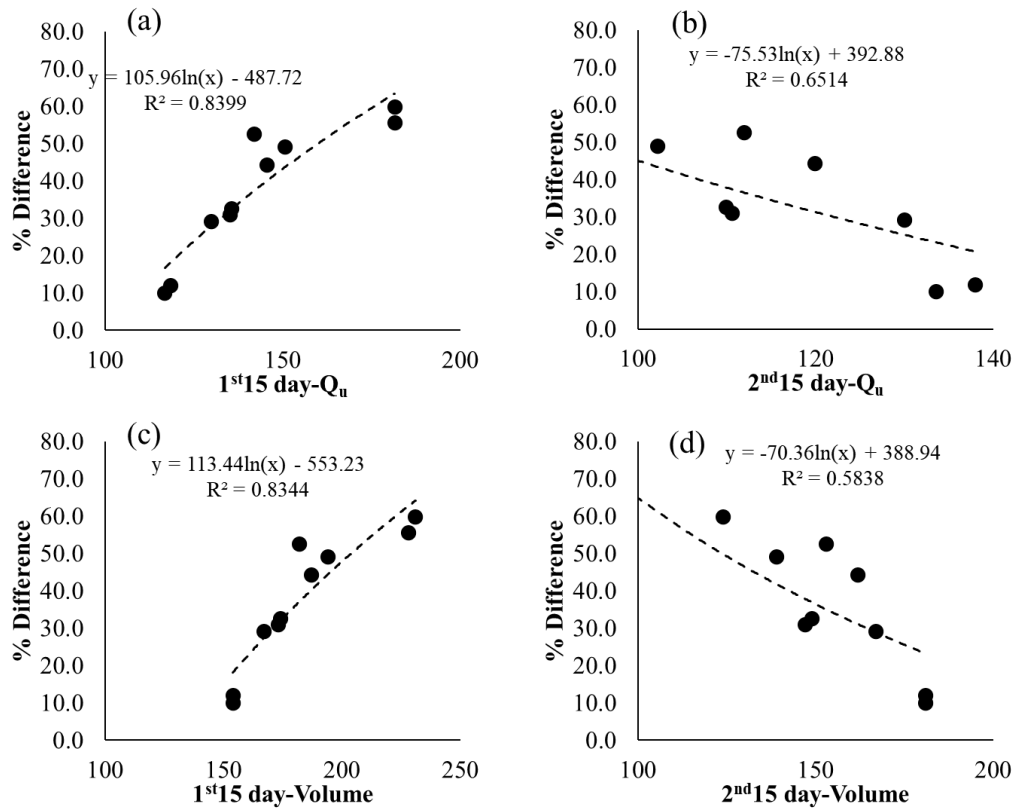 (a)
80.0
70.0
60.0
50.0
40.0
30.0
20.0
10.0
0.0
% Difference
y = 105.96ln(x) - 487.72
R² = 0.8399
100
150
200
1st15 day-Qu
(b)
80.0
70.0
60.0
50.0
40.0
30.0
20.0
10.0
0.0
% Difference
y = -75.53ln(x) + 392.88
R² = 0.6514
100
120
140
2nd15 day-Qu
(c)
80.0
70.0
60.0
50.0
40.0
30.0
20.0
10.0
0.0
% Difference
y = 113.44ln(x) - 553.23
R² = 0.8344
100
150
200
250
1st15 day-Volume
(d)
80.0
70.0
60.0
50.0
40.0
30.0
20.0
10.0
0.0
% Difference
y = -70.36ln(x) + 388.94
R² = 0.5838
100
150
200
2nd15 day-Volume